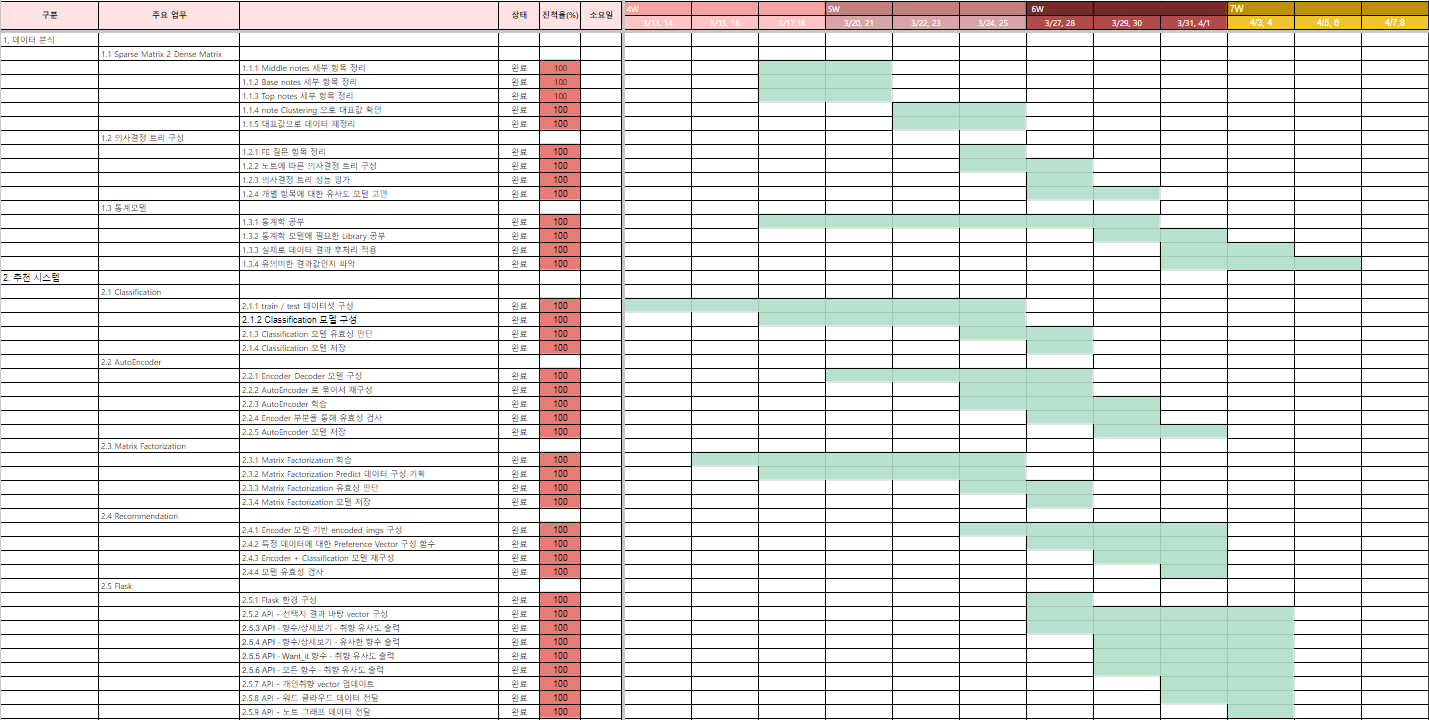 구분 주요 업무 상태 진척율(%) 소요일 4W 5W 6W 7W
3/13, 14 3/15, 16 3/17,18 3/20, 21 3/22, 23 3/24, 25 3/27, 28 3/29, 30 3/31, 4/1 4/3, 4 4/5, 6 4/7,8
1. 데이터 분석
1.1 Sparse Matrix 2 Dense Matrix
1.1.1 Middle notes 세부 항목 정리 완료 100
1.1.2 Base notes 세부 항목 정리 완료 100
1.1.3 Top notes 세부 항목 정리 완료 100
1.1.4 note Clustering 으로 대표값 확인 완료 100
1.1.5 대표값으로 데이터 재정리 완료 100
1.2 의사결정 트리 구성
1.2.1 FE 질문 항목 정리 완료 100
1.2.2 노트에 따른 의사결정 트리 구성 완료 100
1.2.3 의사결정 트리 성능 평가 완료 100
1.2.4 개별 항목에 대한 유사도 모델 고민 완료 100
1.3 통계모델
1.3.1 통계학 공부 완료 100
1.3.2 통계학 모델에 필요한 Library 공부 완료 100
1.3.3 실제로 데이터 결과 후처리 적용 완료 100
1.3.4 유의미한 결과값인지 파악 완료 100
2. 추천 시스템
2.1 Classification
2.1.1 train / test 데이터셋 구성 완료 100
2.1.2 Classification 모델 구성 완료 100
2.1.3 Classification 모델 유효성 판단 완료 100
2.1.4 Classification 모델 저장 완료 100
2.2 AutoEncoder
2.2.1 Encoder_Decoder 모델 구성 완료 100
2.2.2 AutoEncoder 로 묶어서 재구성 완료 100
2.2.3 AutoEncoder 학습 완료 100
2.2.4 Encoder 부분을 통해 유효성 검사 완료 100
2.2.5 AutoEncoder 모델 저장 완료 100
2.3 Matrix Factorization
2.3.1 Matrix Factorization 학습 완료 100
2.3.2 Matrix Factorization Predict 데이터 구성 기획 완료 100
2.3.3 Matrix Factorization 유효성 판단 완료 100
2.3.4 Matrix Factorization 모델 저장 완료 100
2.4 Recommendation
2.4.1 Encoder 모델 기반 encoded_imgs 구성 완료 100
2.4.2 특정 데이터에 대한 Preference Vector 구성 함수 완료 100
2.4.3 Encoder + Classification 모델 재구성 완료 100
2.4.4 모델 유효성 검사 완료 100
2.5 Flask
2.5.1 Flask 환경 구성 완료 100
2.5.2 API - 선택지 결과 바탕 vector 구성 완료 100
2.5.3 API - 향수/상세보기 - 취향 유사도 출력 완료 100
2.5.4 API - 향수/상세보기 - 유사한 향수 출력 완료 100
2.5.5 API - Want_it 향수 - 취향 유사도 출력 완료 100
2.5.6 API - 모든 향수 - 취향 유사도 출력 완료 100
2.5.7 API - 개인취향 vector 업데이트 완료 100
2.5.8 API - 워드 클라우드 데이터 전달 완료 100
2.5.9 API - 노트 그래프 데이터 전달 완료 100